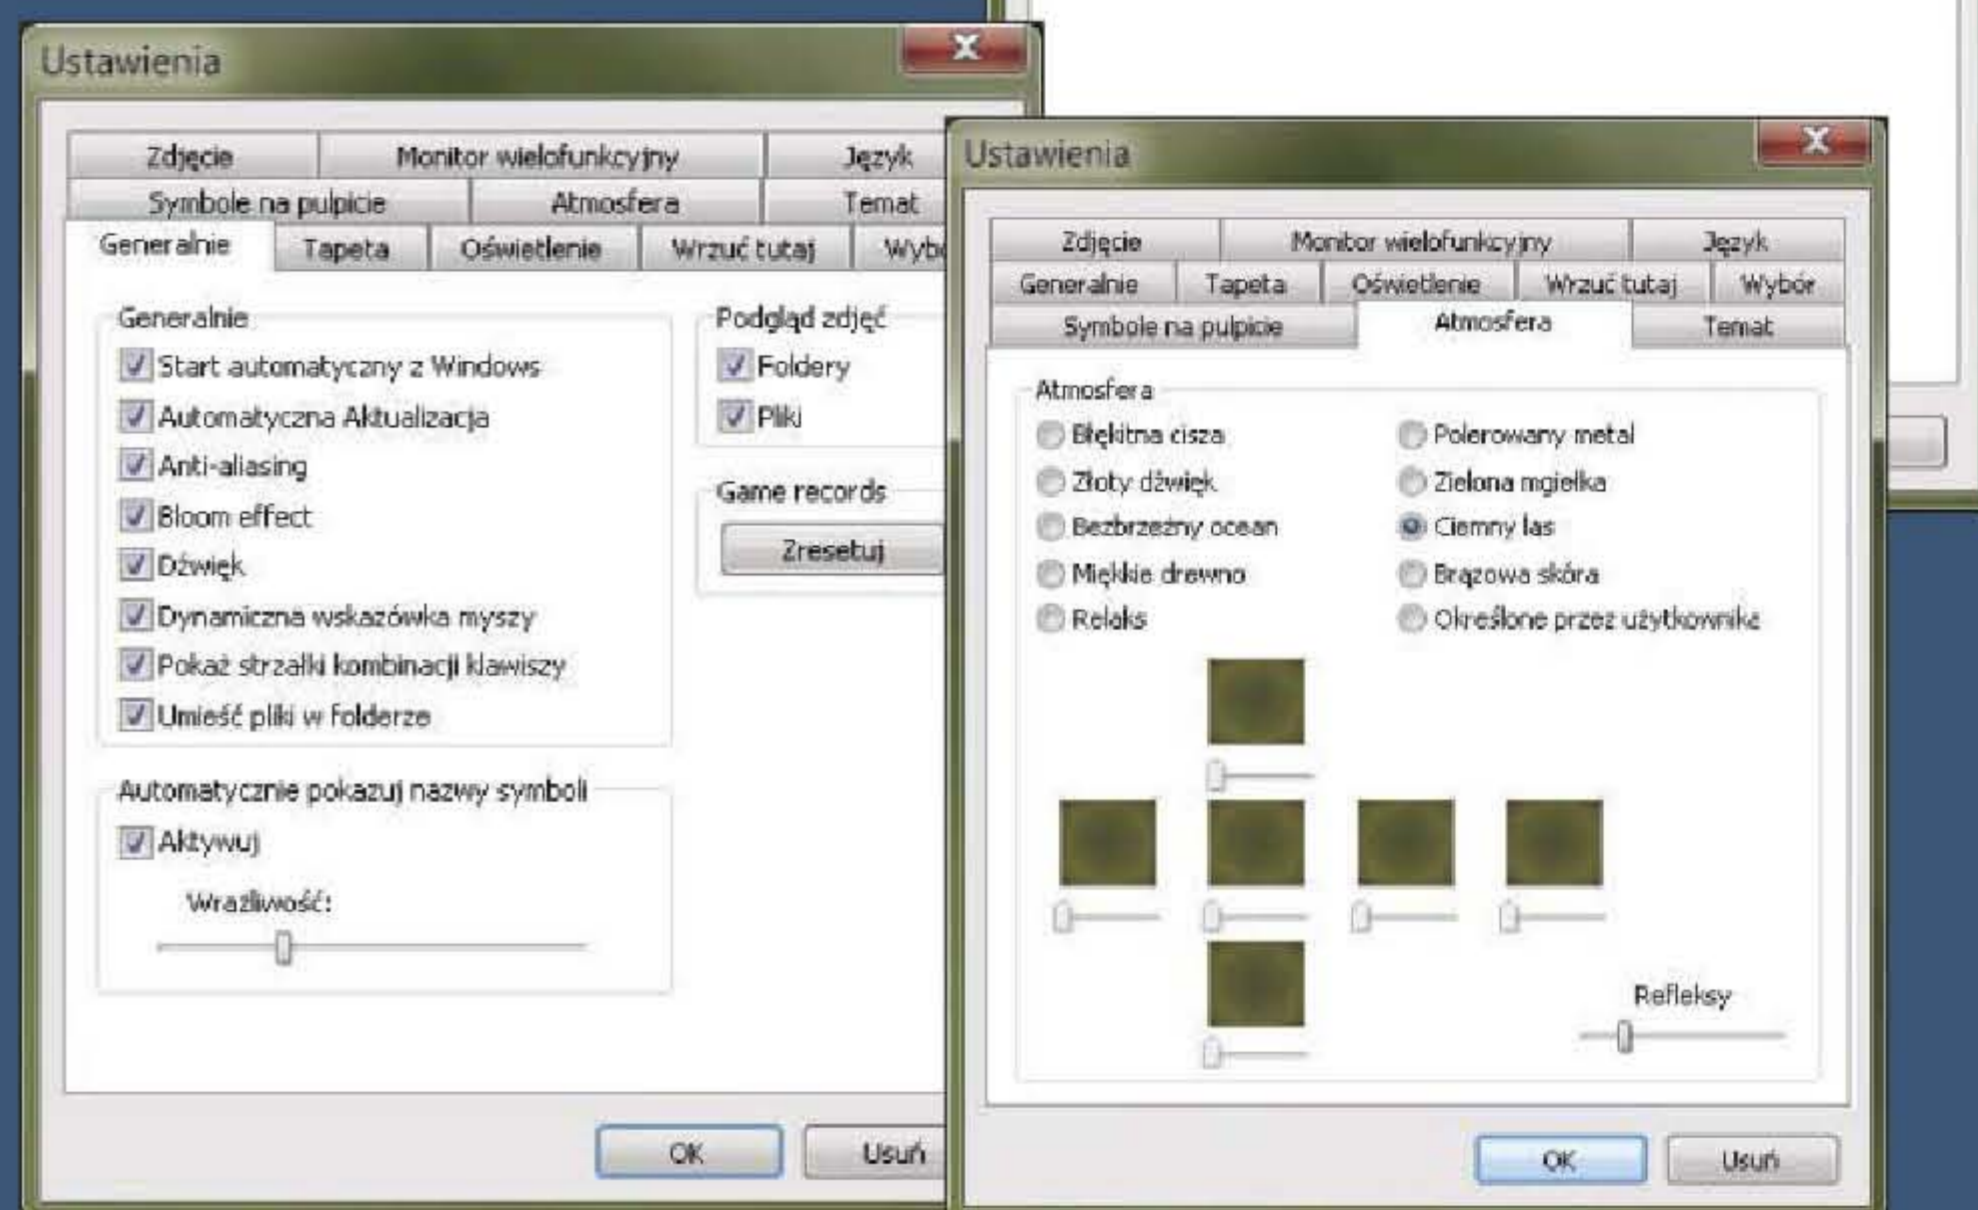 Ustawienia
Zdjęcie Monitor wielofunkcyjny Język
Symbole na pulpicie Atmosfera Temat
Generalnie Tapeta Oświetlenie Wrzuć tutaj Wybó
Generalnie
Start automatyczny z Windows
Automatyczna Aktualizacja
Anti-aliasing
Bloom effect
Dźwięk
Dynamiczna wskazówka myszy
Pokaż strzałki kombinacji klawiszy
Umieść pliki w folderze
Podgląd zdjęć
Foldery
Pliki
Game records
Zresetuj
Automatycznie pokazuj nazwy symboli
Aktywuj
Wrażliwość:
OK Usuń
Ustawienia
Zdjęcie Monitor wielofunkcyjny Język
Generalnie Tapeta Oświetlenie Wrzuć tutaj Wybór
Symbole na pulpicie Atmosfera Temat
Atmosfera
Błękitna cisza
Złoty dźwięk
Bezbrzeżny ocean
Miękkie drewno
Relaks
Polerowany metal
Zielona mgiełka
Ciemny las
Brązowa skóra
Określone przez użytkownika
Refleksy
OK Usuń